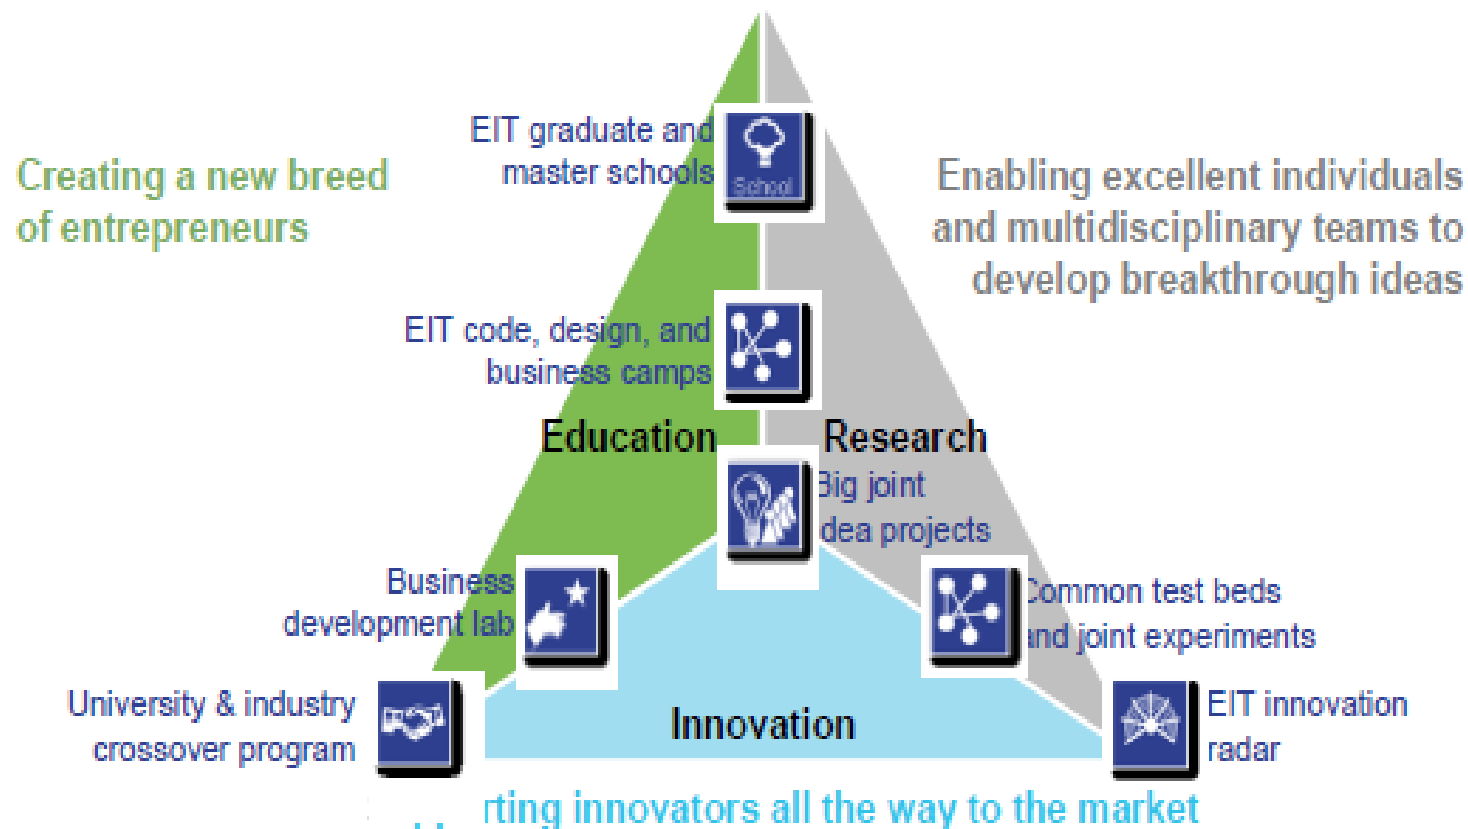 EIT graduate and
master schools
School
Creating a new breed
of entrepreneurs
Enabling excellent individuals
and multidisciplinary teams to
develop breakthrough ideas
EIT code, design, and
business camps
Education
Research
Big joint
idea projects
Business
development lab
Common test beds
and joint experiments
University & industry
crossover program
Innovation
EIT innovation
radar
rting innovators all the way to the market